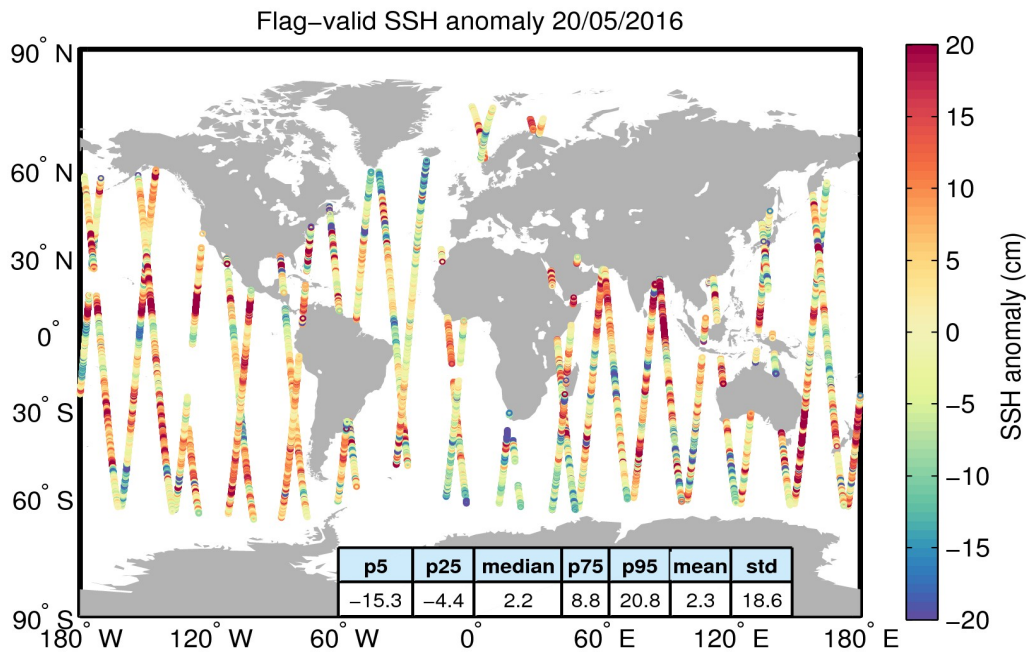 Flag−valid SSH anomaly 20/05/2016
90° N
60° N
30° N
0°
30° S
60° S
90° S
180° W
120° W
60° W
0°
60° E
120° E
180° E
p5 p25 median p75 p95 mean std
−15.3 −4.4 2.2 8.8 20.8 2.3 18.6
20
15
10
5
0
−5
−10
−15
−20
SSH anomaly (cm)